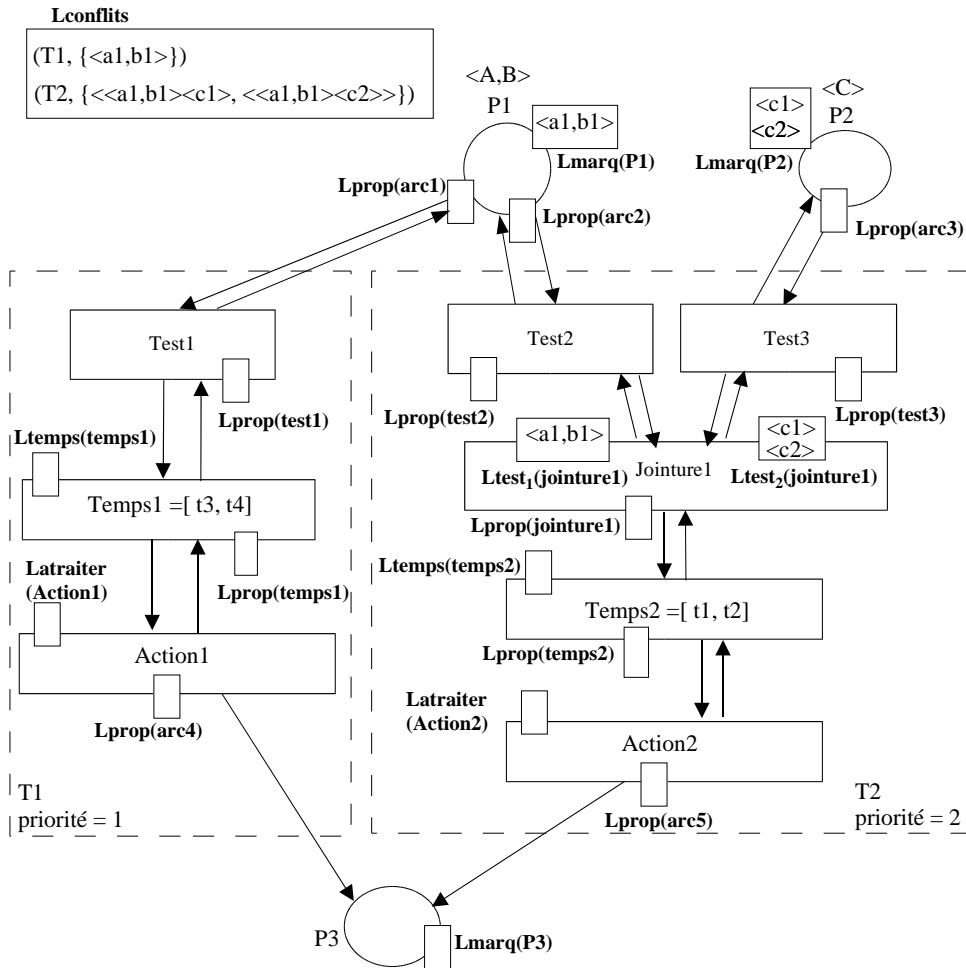 Lconflits
(T1, {<a1,b1>})
(T2, {<<a1,b1><c1>, <<a1,b1><c2>>})
<A,B>
P1
<a1,b1>
Lmarq(P1)
<C>
P2
<c1>
<c2>
Lmarq(P2)
Lprop(arc1)
Lprop(arc2)
Lprop(arc3)
Test1
Lprop(test1)
Ltemps(temps1)
Temps1 =[ t3, t4]
Latraiter
(Action1)
Lprop(temps1)
Action1
Lprop(arc4)
T1
priorité = 1
Test2
Test3
Lprop(test2)
Lprop(test3)
<a1,b1>
<c1>
<c2>
Jointure1
Ltest1(jointure1)
Ltest2(jointure1)
Lprop(jointure1)
Ltemps(temps2)
Temps2 =[ t1, t2]
Lprop(temps2)
Latraiter
(Action2)
Action2
Lprop(arc5)
T2
priorité = 2
P3
Lmarq(P3)